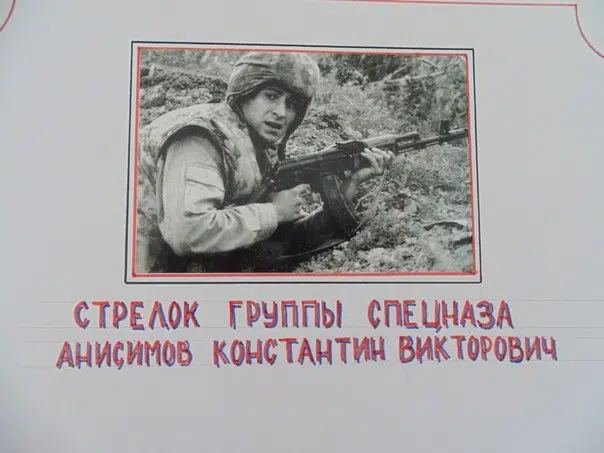 СТРЕЛОК ГРУППЫ СПЕЦНАЗА
АНИСИМОВ КОНСТАНТИН ВИКТОРОВИЧ